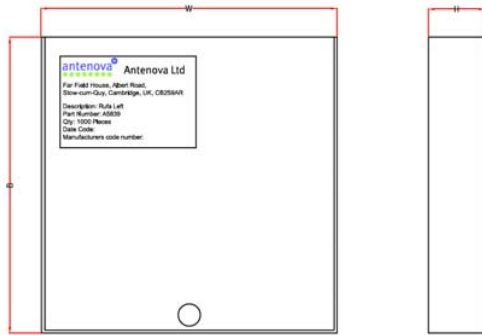 W
H
antenova
Antenova Ltd
Far Field House, Albert Road,
Stow-cum-Quy, Cambridge, UK, CB259AR
Description: Rufa Left
Part Number: A5839
Qty: 1000 Pieces
Date Code:
Manufacturers code number:
D